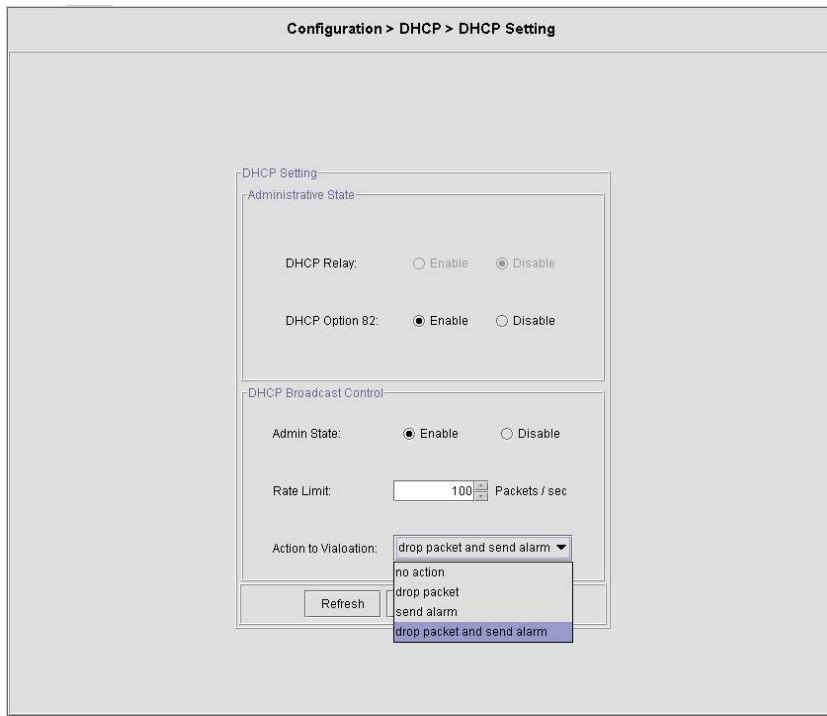 Configuration > DHCP > DHCP Setting
DHCP Setting
Administrative State
DHCP Relay: Enable Disable
DHCP Option 82: Enable Disable
DHCP Broadcast Control
Admin State: Enable Disable
Rate Limit: 100 Packets / sec
Action to Vialoation: drop packet and send alarm
no action
drop packet
send alarm
drop packet and send alarm
Refresh